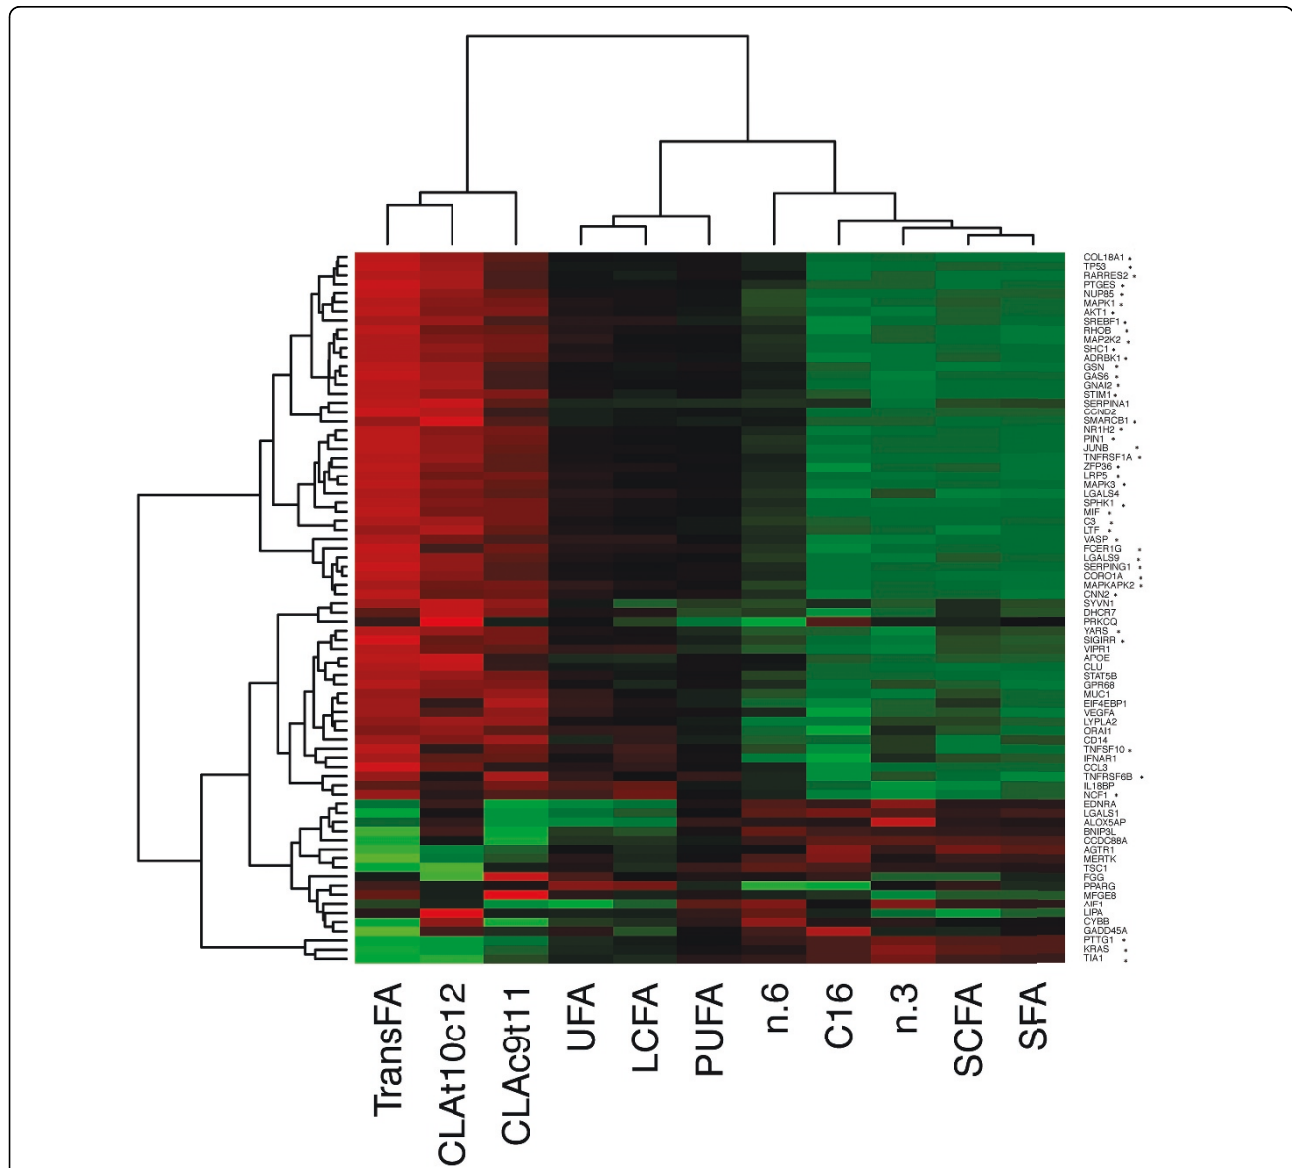 COL18A1 *
TP53 *
RARRES2 *
PTGES *
NUP85 *
MAPK1 *
AKT1 *
SREBF1 *
RHOB *
MAP2K2 *
SHC1 *
ADRBK1 *
GSN *
GAS6 *
GNAI2 *
STIM1 *
SERPINA1
CCND2
SMARCB1 *
NR1H2 *
PIN1 *
JUNB *
TNFRSF1A *
ZFP36 *
LRP5 *
MAPK3 *
LGALS4
SPHK1 *
MIF *
C3 *
LTF *
VASP *
FCER1G *
LGALS9 *
SERPING1 *
CORO1A *
MAPKAPK2 *
CNN2 *
SYVN1
DHCR7
PRKCQ
YARS *
SIGIRR *
VIPR1
APOE
CLU
STAT5B
GPR68
MUC1
EIF4EBP1
VEGFA
LYPLA2
ORAI1
CD14
TNFSF10 *
IFNAR1
CCL3
TNFRSF6B *
IL18BP
NCF1 *
EDNRA
LGALS1
ALOX5AP
BNIP3L
CCDC88A
AGTR1
MERTK
TSC1
FGG
PPARG
MFGE8
AIF1
LIPA
CYBB
GADD45A
PTTG1 *
KRAS *
TIA1 *
TransFA
CLAt10c12
CLAc9t11
UFA
LCFA
PUFA
n.6
C16
n.3
SCFA
SFA